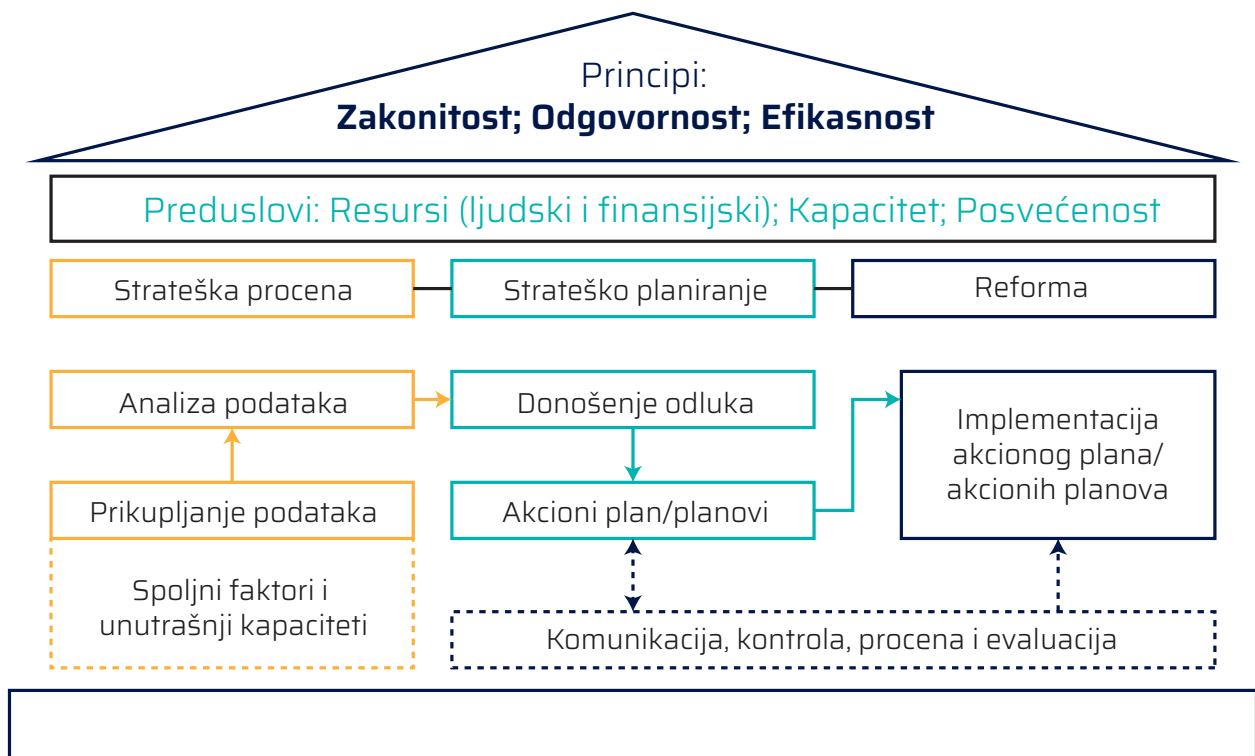 Principi:
Zakonitost; Odgovornost; Efikasnost
Preduslovi: Resursi (ljudski i finansijski); Kapacitet; Posvećenost
Strateška procena
Strateško planiranje
Reforma
Analiza podataka
Donošenje odluka
Implementacija
akcionog plana/
akcionih planova
Prikupljanje podataka
Akcioni plan/planovi
Spoljni faktori i
unutrašnji kapaciteti
Komunikacija, kontrola, procena i evaluacija